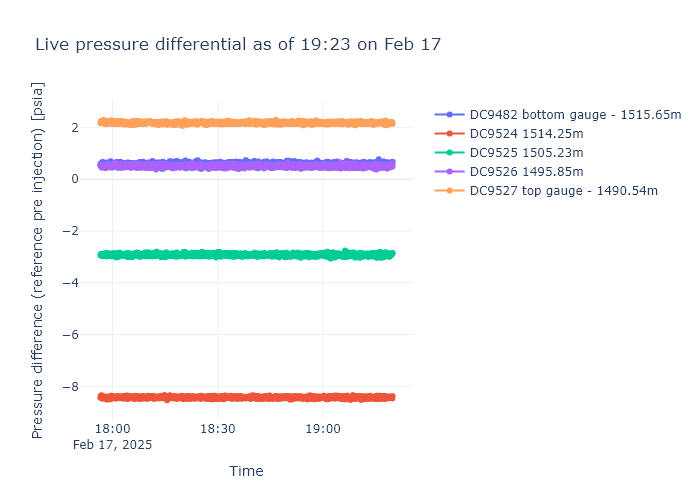 Live pressure differential as of 19:23 on Feb 17
Pressure difference (reference pre injection) [psia]
2
0
−2
−4
−6
−8
18:00
Feb 17, 2025
18:30
19:00
Time
DC9482 bottom gauge - 1515.65m
DC9524 1514.25m
DC9525 1505.23m
DC9526 1495.85m
DC9527 top gauge - 1490.54m